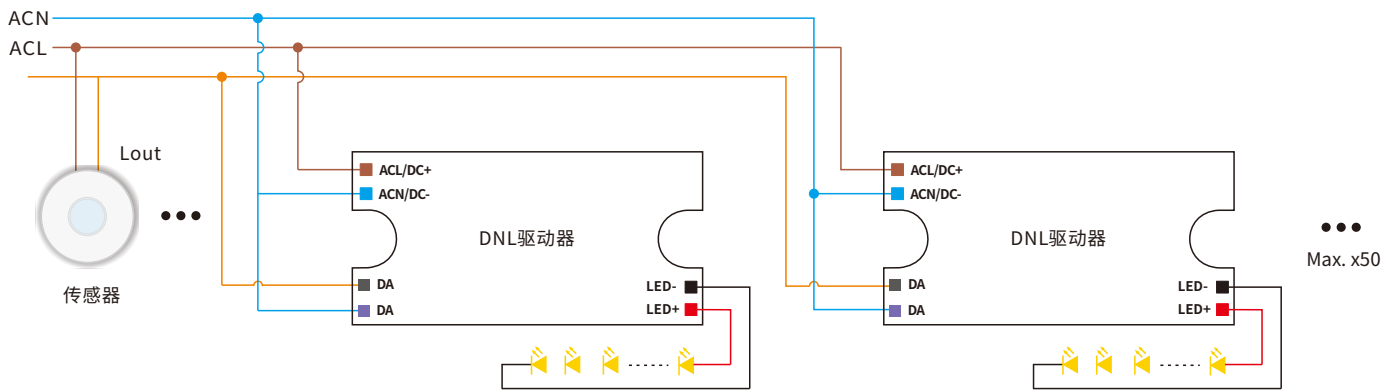 ACN
ACL
Lout
传感器
ACL/DC+
ACN/DC-
DNL驱动器
DA
DA
LED-
LED+
ACL/DC+
ACN/DC-
DNL驱动器
DA
DA
LED-
LED+
Max. x50